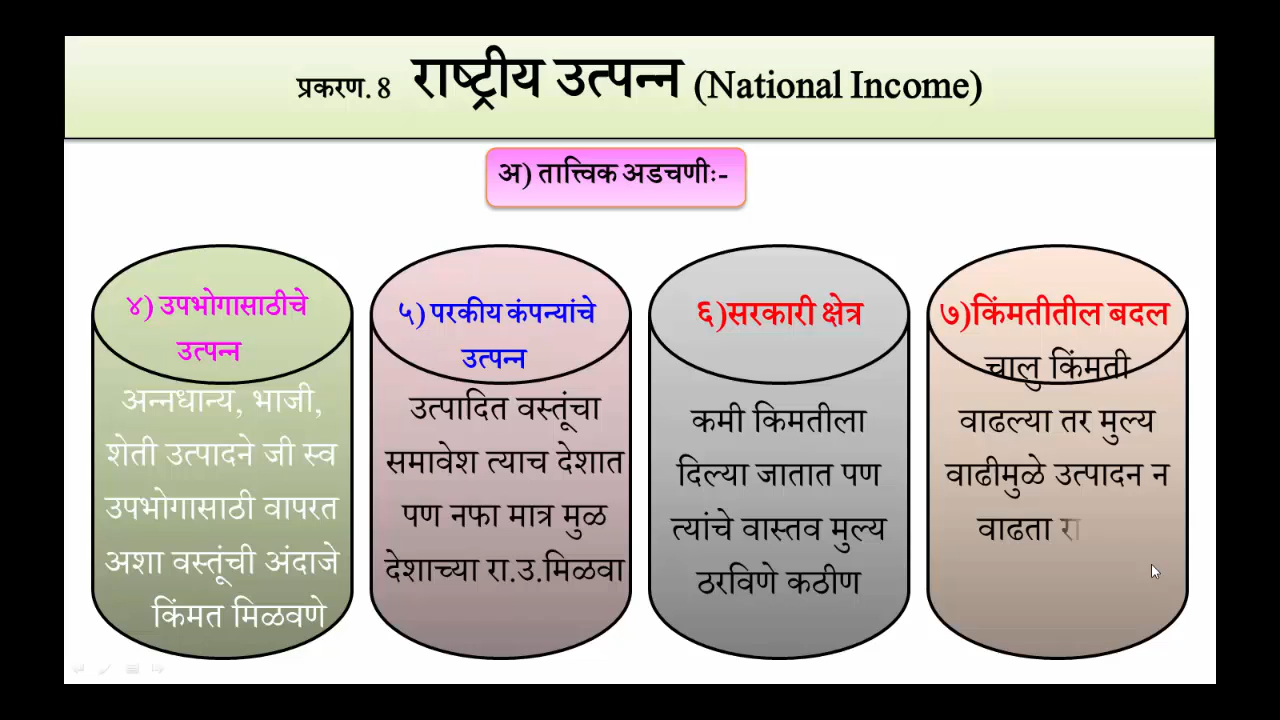 प्रकरण. 8 राष्ट्रीय उत्पन्न (National Income)
अ) तात्त्विक अडचणीः-
४) उपभोगासाठीचे
उत्पन्न
अन्नधान्य, भाजी,
शेती उत्पादने जी स्व
उपभोगासाठी वापरत
अशा वस्तूंची अंदाजे
किंमत मिळवणे
५) परकीय कंपन्यांचे
उत्पन्न
उत्पादित वस्तूंचा
समावेश त्याच देशात
पण नफा मात्र मुळ
देशाच्या रा.उ.मिळवा
६)सरकारी क्षेत्र
कमी किमतीला
दिल्या जातात पण
त्यांचे वास्तव मुल्य
ठरविणे कठीण
७)किंमतीतील बदल
चालु किंमती
वाढल्या तर मुल्य
वाढीमुळे उत्पादन न
वाढता रा